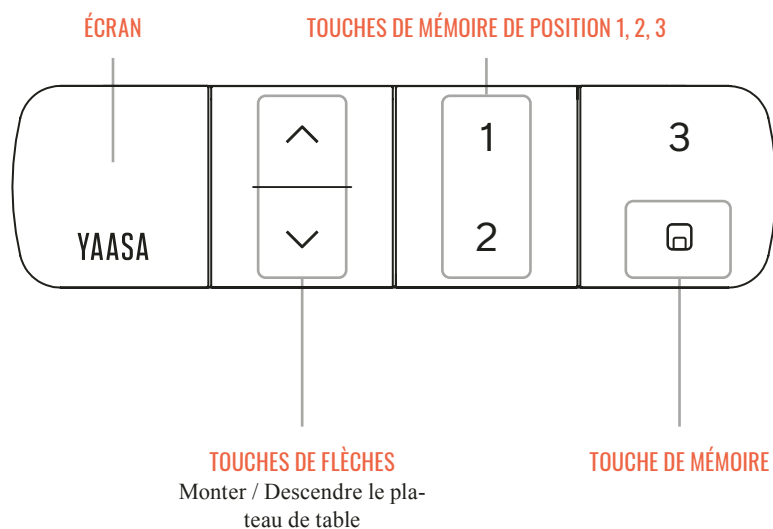 ÉCRAN
TOUCHES DE MÉMOIRE DE POSITION 1, 2, 3
1
3
YAASA
2
TOUCHES DE FLÈCHES
Monter / Descendre le pla-
teau de table
TOUCHE DE MÉMOIRE